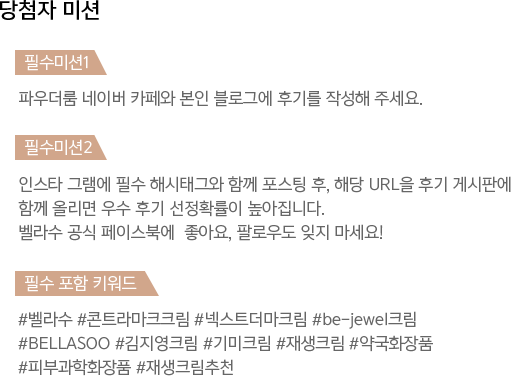 당첨자 미션
필수미션1
파우더룸 네이버 카페와 본인 블로그에 후기를 작성해 주세요.
필수미션2
인스타 그램에 필수 해시태그와 함께 포스팅 후, 해당 URL을 후기 게시판에
함께 올리면 우수 후기 선정확률이 높아집니다.
벨라수 공식 페이스북에 좋아요, 팔로우도 잊지 마세요!
필수 포함 키워드
#벨라수 #콘트라마크크림 #넥스트더마크림 #be-jewel크림
#BELLASOO #김지영크림 #기미크림 #재생크림 #약국화장품
#피부과학화장품 #재생크림추천